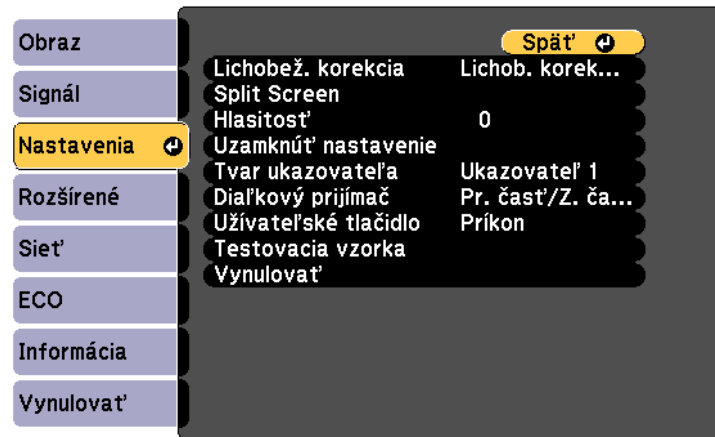 Obraz
Signál
Nastavenia
Rozšírené
Sieť
ECO
Informácia
Vynulovať
Späť
Lichobež. korekcia Lichob. korek...
Split Screen
Hlasitosť 0
Uzamknúť nastavenie
Tvar ukazovateľa Ukazovateľ 1
Diaľkový prijímač Pr. časť/Z. ča...
Užívateľské tlačidlo Príkon
Testovacia vzorka
Vynulovať